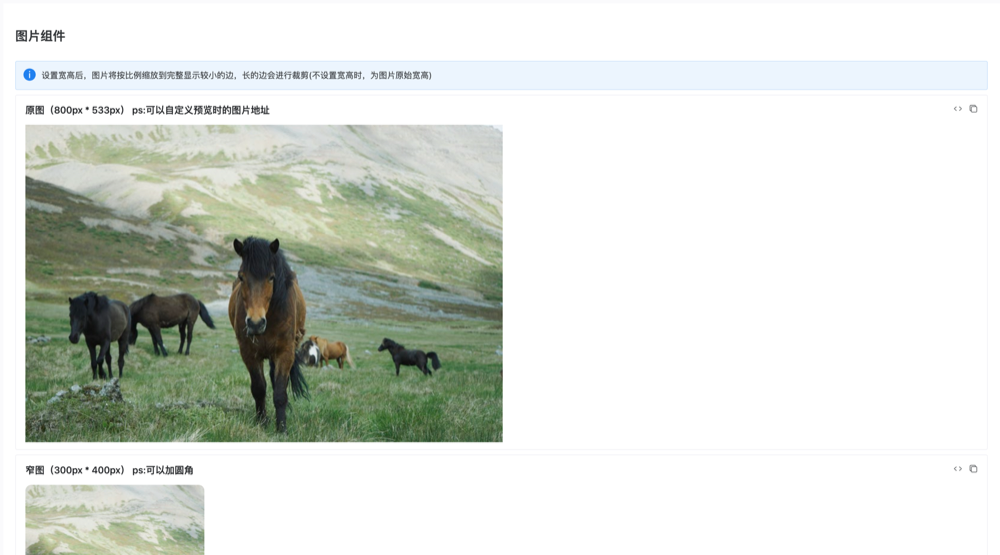 图片组件
设置宽高后，图片将按比例缩放到完整显示较小的边，长的边会进行裁剪(不设置宽高时，为图片原始宽高)
原图（800px * 533px） ps:可以自定义预览时的图片地址
窄图（300px * 400px） ps:可以加圆角